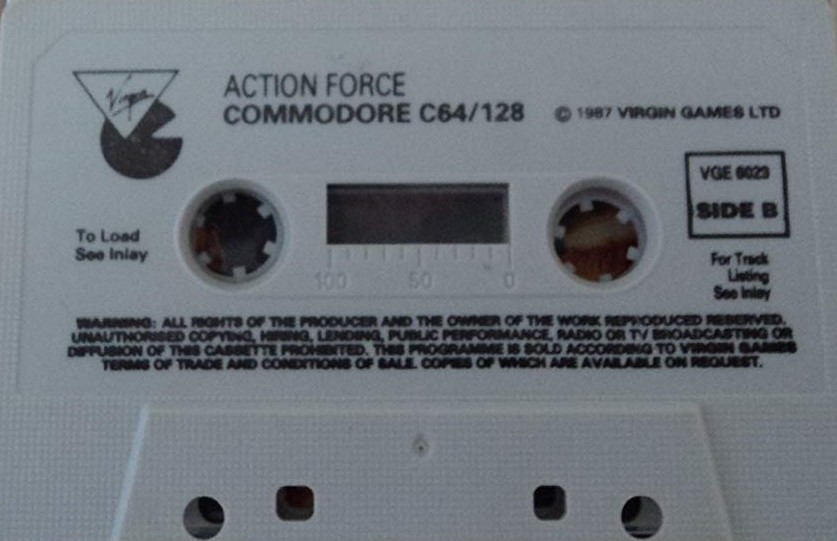 Virgin
ACTION FORCE
COMMODORE C64/128
© 1987 VIRGIN GAMES LTD
VGE 6023
SIDE B
To Load
See Inlay
For Track
Listing
See Inlay
100 50 0
WARNING: ALL RIGHTS OF THE PRODUCER AND THE OWNER OF THE WORK REPRODUCED RESERVED.
UNAUTHORISED COPYING, HIRING, LENDING, PUBLIC PERFORMANCE, RADIO OR TV BROADCASTING OR
DIFFUSION OF THIS CASSETTE PROHIBITED. THIS PROGRAMME IS SOLD ACCORDING TO VIRGIN GAMES
TERMS OF TRADE AND CONDITIONS OF SALE. COPIES OF WHICH ARE AVAILABLE ON REQUEST.